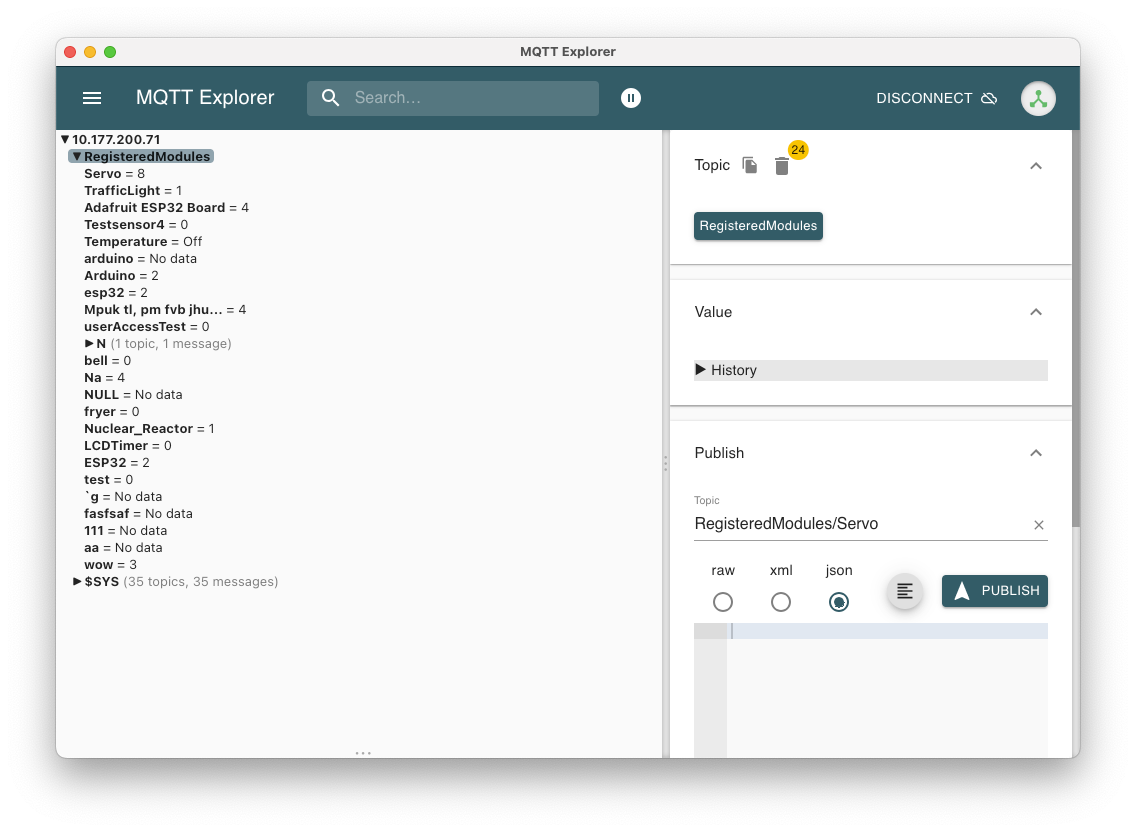 MQTT Explorer
MQTT Explorer
Search...
DISCONNECT
10.177.200.71
RegisteredModules
Servo = 8
TrafficLight = 1
Adafruit ESP32 Board = 4
Testsensor4 = 0
Temperature = Off
arduino = No data
Arduino = 2
esp32 = 2
Mpuk tl, pm fvb jhu... = 4
userAccessTest = 0
N (1 topic, 1 message)
bell = 0
Na = 4
NULL = No data
fryer = 0
Nuclear_Reactor = 1
LCDTimer = 0
ESP32 = 2
test = 0
`g = No data
fasfsaf = No data
111 = No data
aa = No data
wow = 3
$SYS (35 topics, 35 messages)
Topic 24
RegisteredModules
Value
History
Publish
Topic
RegisteredModules/Servo
raw xml json
PUBLISH